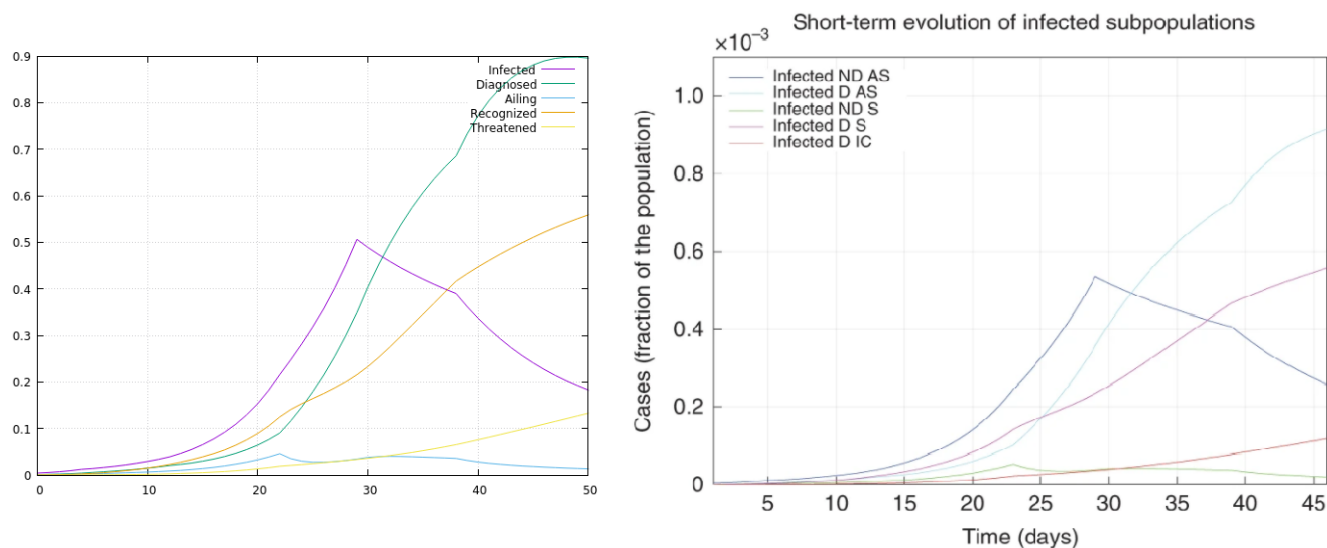 0.9
0.8
0.7
0.6
0.5
0.4
0.3
0.2
0.1
0
0 10 20 30 40 50
Infected
Diagnosed
Ailing
Recognized
Threatened
Short-term evolution of infected subpopulations
×10⁻³
Infected ND AS
Infected D AS
Infected ND S
Infected D S
Infected D IC
Cases (fraction of the population)
1.0
0.8
0.6
0.4
0.2
0
5 10 15 20 25 30 35 40 45
Time (days)